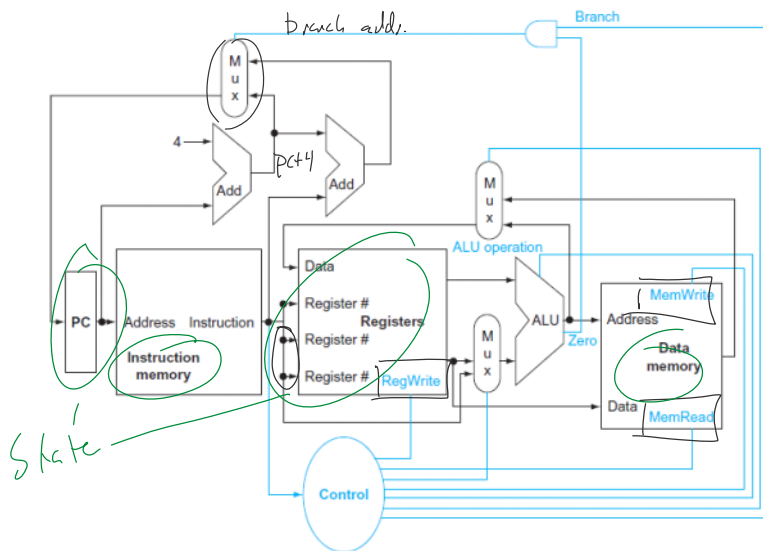 branch addr.
Branch
M
u
x
4
Add
PC+4
Add
M
u
x
ALU operation
Data
PC
Address
Instruction
Register #
Registers
Register #
Register #
RegWrite
Instruction
memory
M
u
x
ALU
Zero
MemWrite
Address
Data
memory
Data
MemRead
State
Control